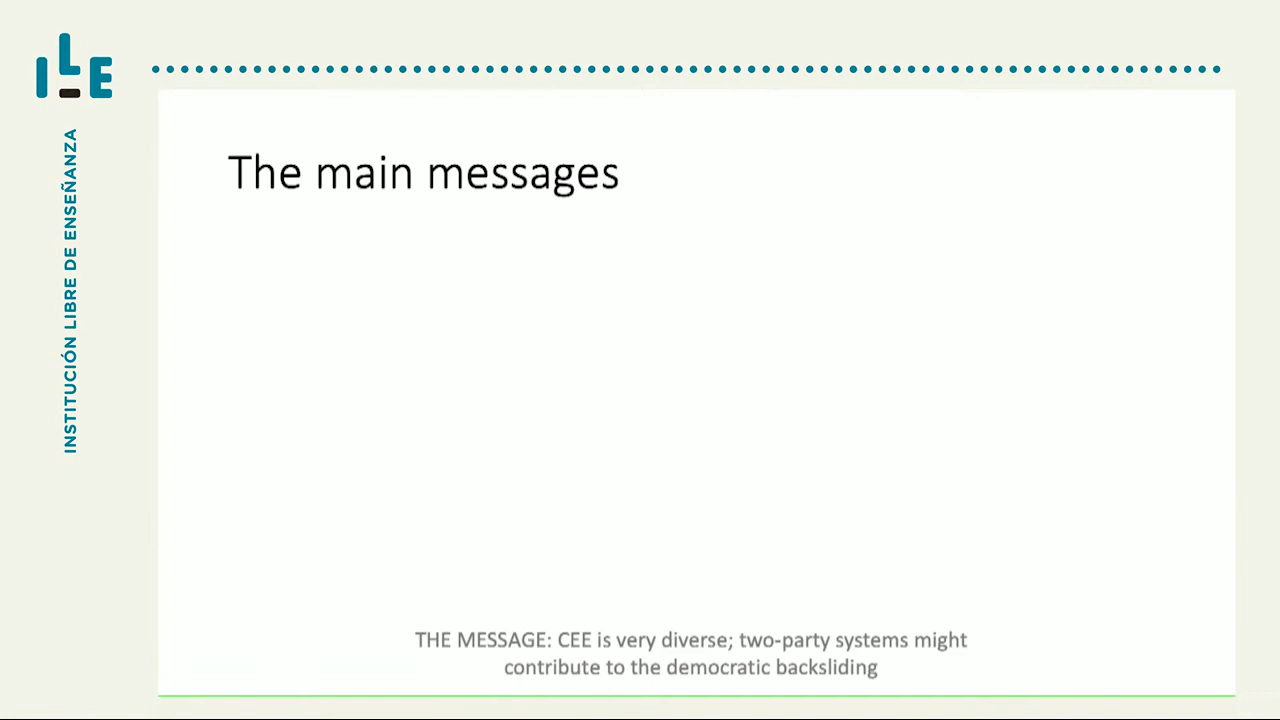 ILE
INSTITUCIÓN LIBRE DE ENSEÑANZA
The main messages
THE MESSAGE: CEE is very diverse; two-party systems might
contribute to the democratic backsliding